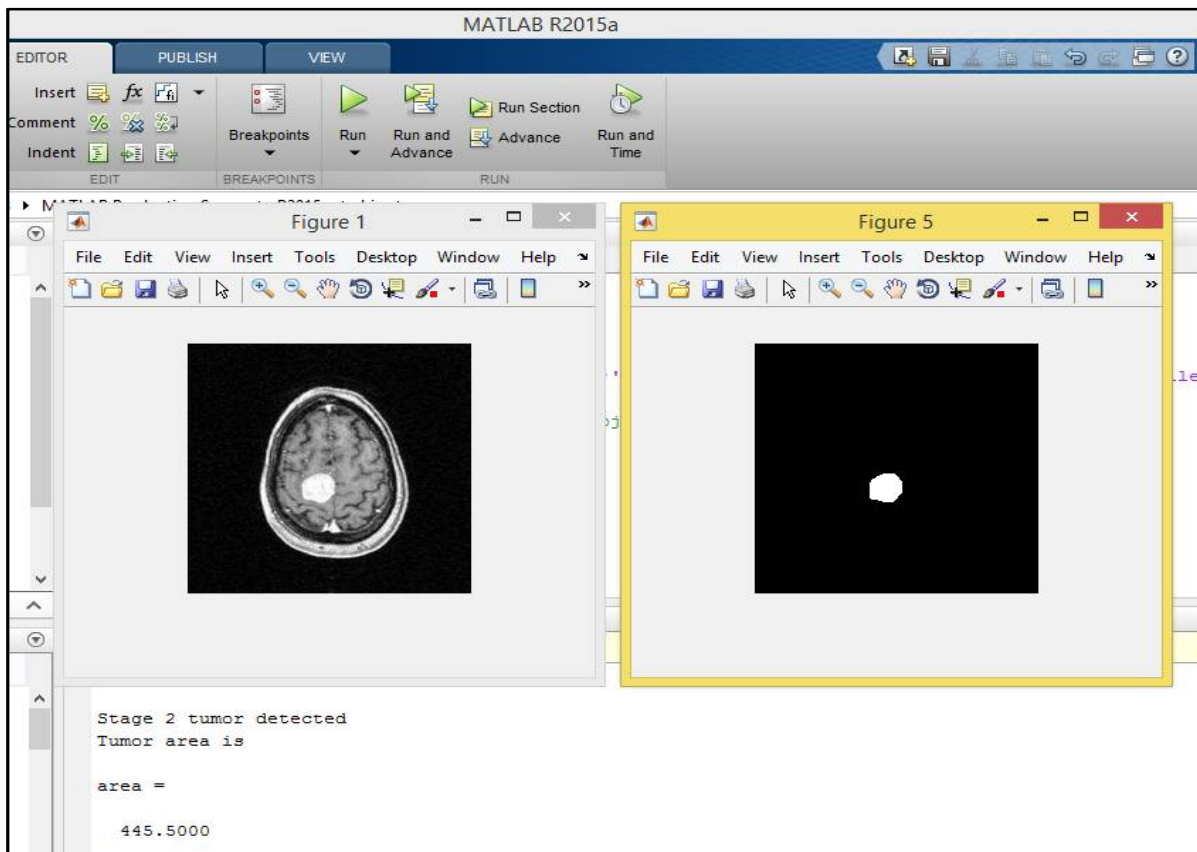 MATLAB R2015a
EDITOR PUBLISH VIEW
Insert fx
Comment
Indent
Breakpoints
Run
Run and Advance
Run Section
Advance
Run and Time
EDIT BREAKPOINTS RUN
Figure 1
File Edit View Insert Tools Desktop Window Help
Figure 5
File Edit View Insert Tools Desktop Window Help
Stage 2 tumor detected
Tumor area is
area =
445.5000